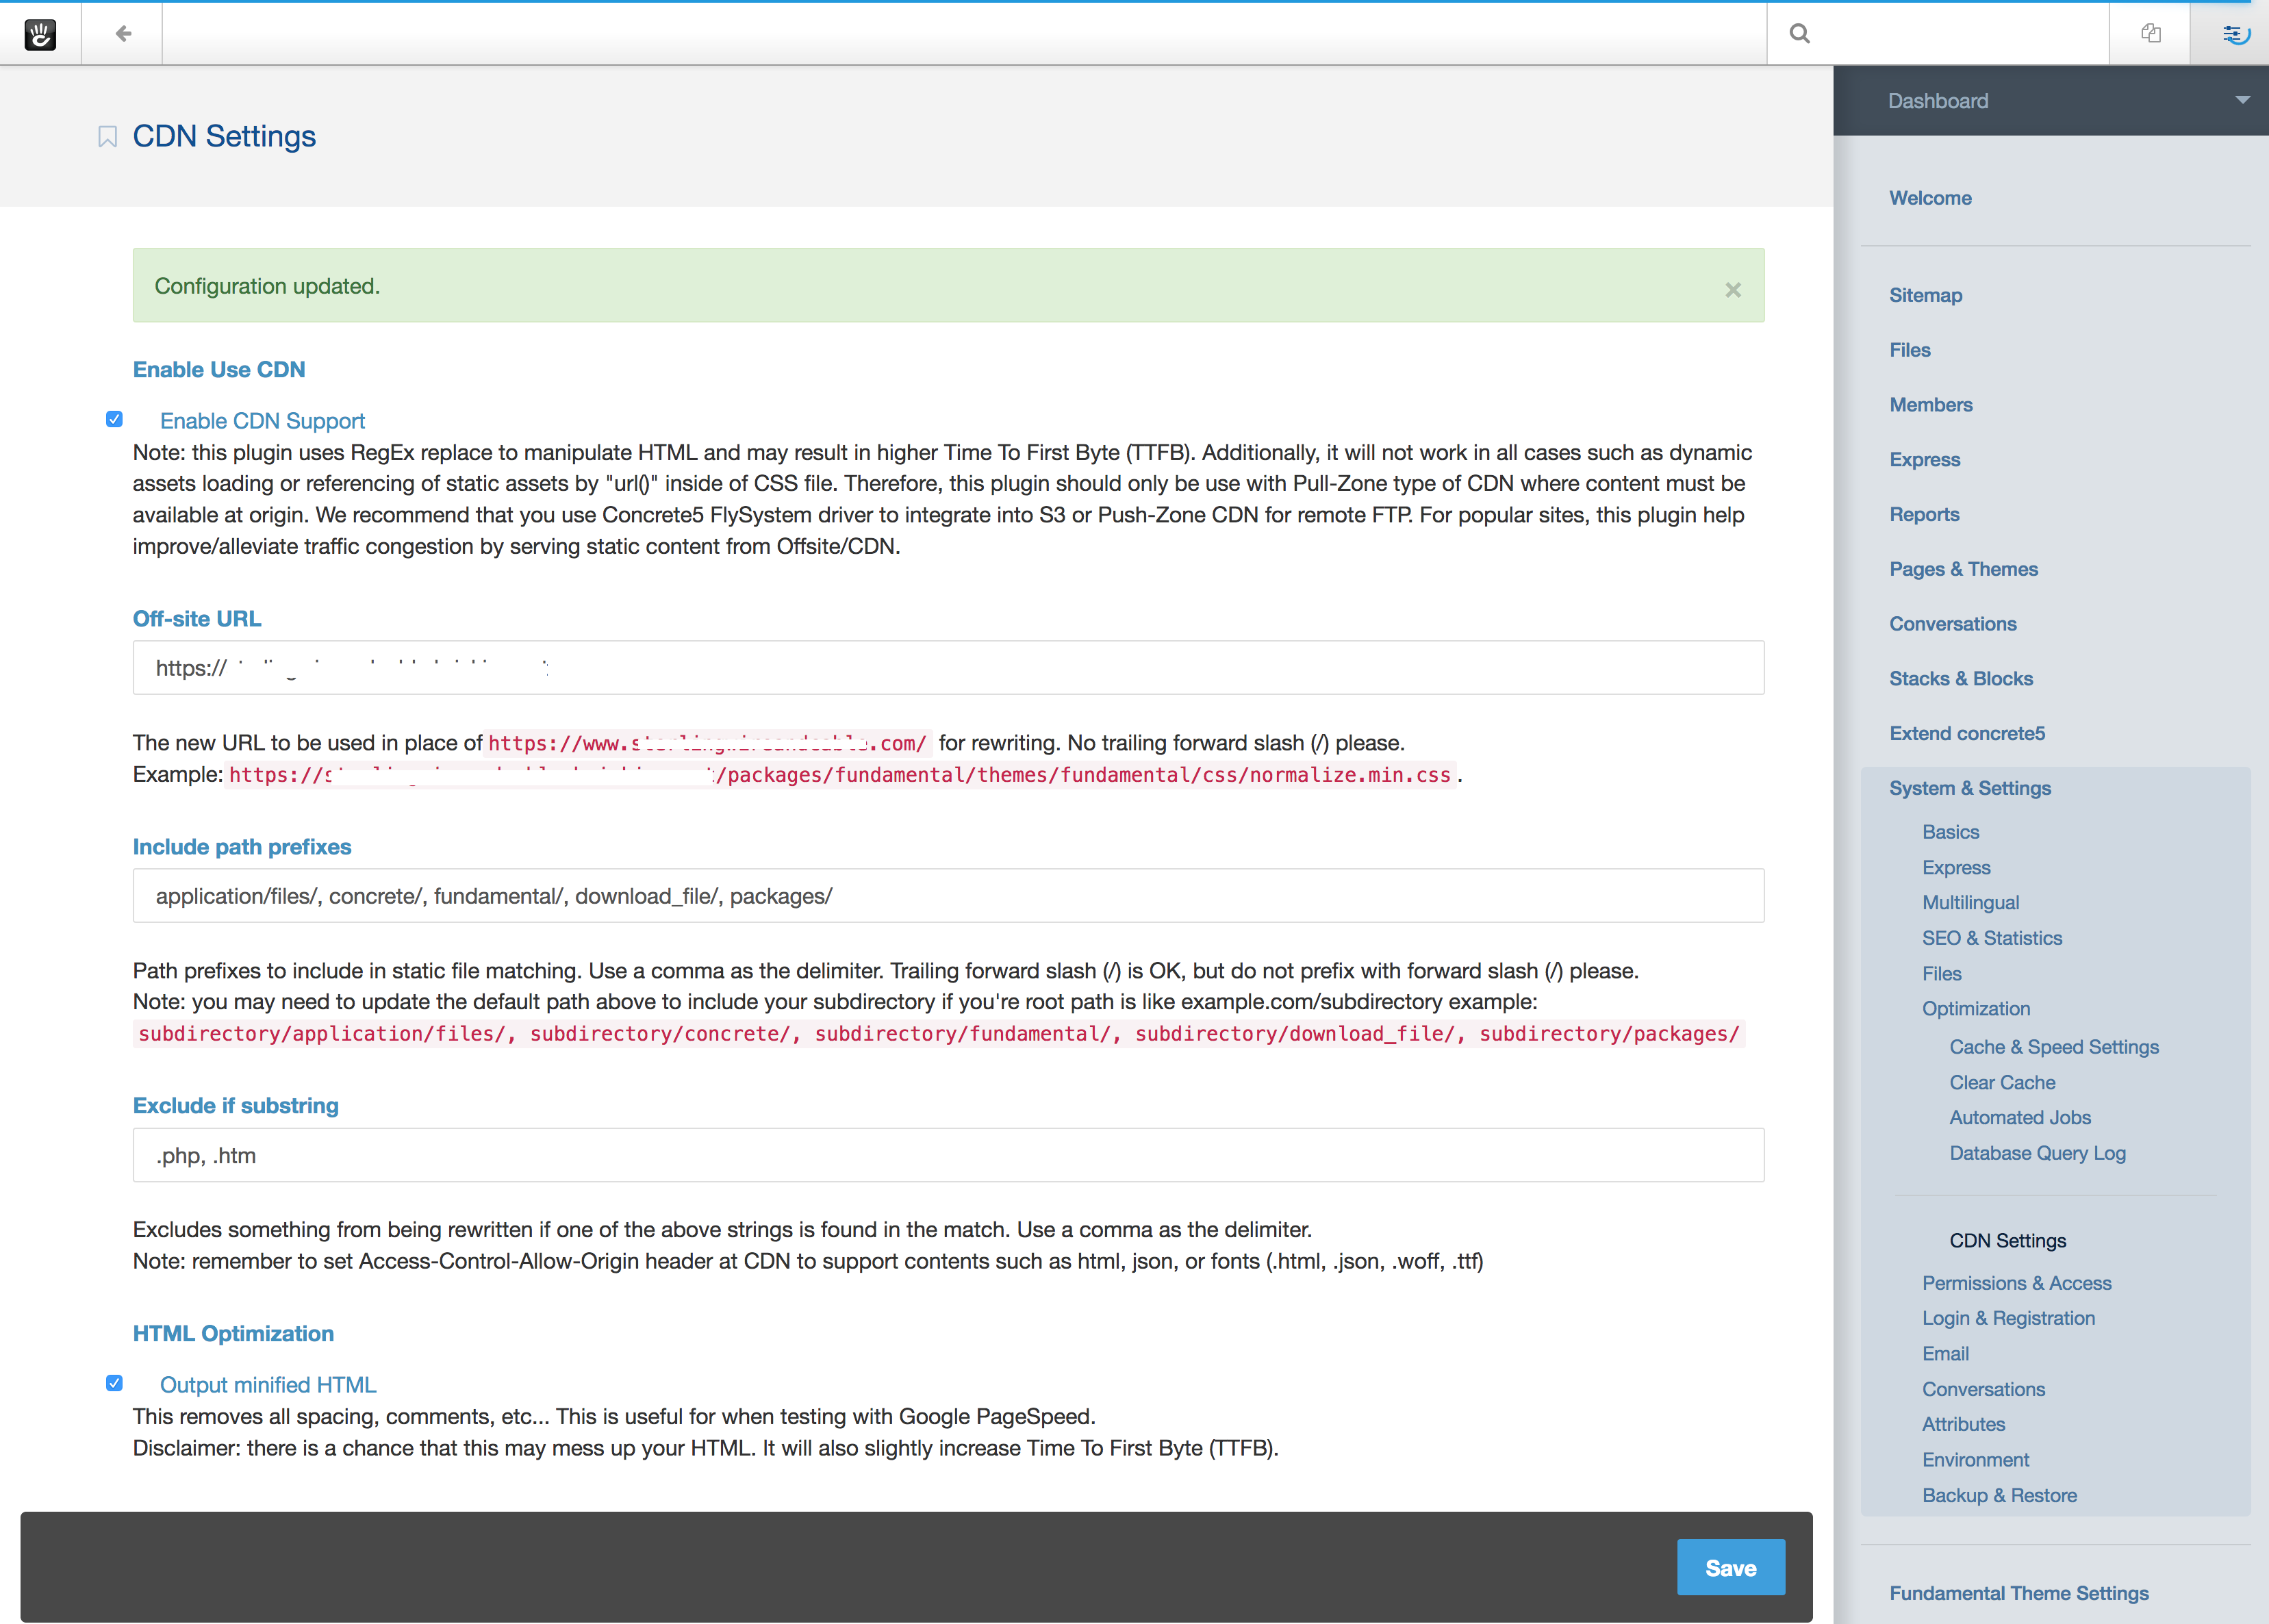 CDN Settings
Configuration updated.
×
Enable Use CDN
Enable CDN Support
Note: this plugin uses RegEx replace to manipulate HTML and may result in higher Time To First Byte (TTFB). Additionally, it will not work in all cases such as dynamic
assets loading or referencing of static assets by "url()" inside of CSS file. Therefore, this plugin should only be use with Pull-Zone type of CDN where content must be
available at origin. We recommend that you use Concrete5 FlySystem driver to integrate into S3 or Push-Zone CDN for remote FTP. For popular sites, this plugin help
improve/alleviate traffic congestion by serving static content from Offsite/CDN.
Off-site URL
https://
The new URL to be used in place of https://www. .com/ for rewriting. No trailing forward slash (/) please.
Example: https:// /packages/fundamental/themes/fundamental/css/normalize.min.css.
Include path prefixes
application/files/, concrete/, fundamental/, download_file/, packages/
Path prefixes to include in static file matching. Use a comma as the delimiter. Trailing forward slash (/) is OK, but do not prefix with forward slash (/) please.
Note: you may need to update the default path above to include your subdirectory if you're root path is like example.com/subdirectory example:
subdirectory/application/files/, subdirectory/concrete/, subdirectory/fundamental/, subdirectory/download_file/, subdirectory/packages/
Exclude if substring
.php, .htm
Excludes something from being rewritten if one of the above strings is found in the match. Use a comma as the delimiter.
Note: remember to set Access-Control-Allow-Origin header at CDN to support contents such as html, json, or fonts (.html, .json, .woff, .ttf)
HTML Optimization
Output minified HTML
This removes all spacing, comments, etc... This is useful for when testing with Google PageSpeed.
Disclaimer: there is a chance that this may mess up your HTML. It will also slightly increase Time To First Byte (TTFB).
Save
Dashboard
Welcome
Sitemap
Files
Members
Express
Reports
Pages & Themes
Conversations
Stacks & Blocks
Extend concrete5
System & Settings
Basics
Express
Multilingual
SEO & Statistics
Files
Optimization
Cache & Speed Settings
Clear Cache
Automated Jobs
Database Query Log
CDN Settings
Permissions & Access
Login & Registration
Email
Conversations
Attributes
Environment
Backup & Restore
Fundamental Theme Settings